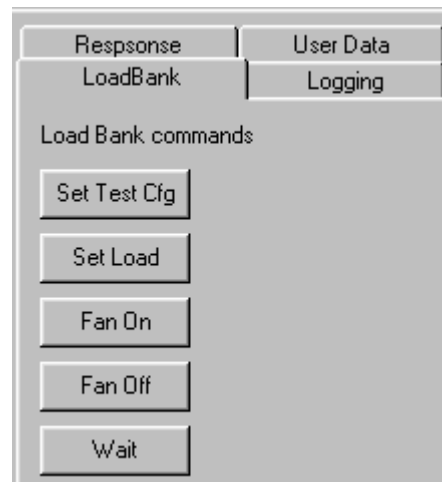 Respsonse
User Data
LoadBank
Logging
Load Bank commands
Set Test Cfg
Set Load
Fan On
Fan Off
Wait